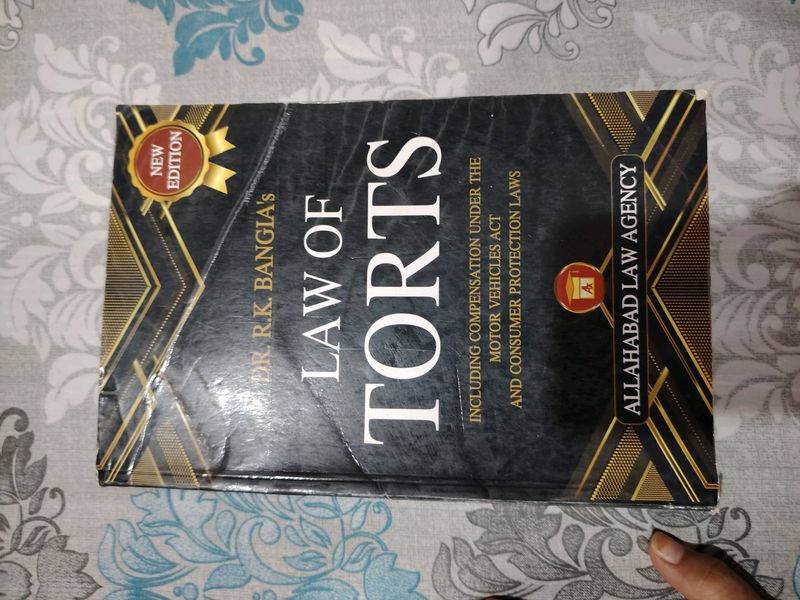 NEW
EDITION
DR. R.K. BANGIA's
LAW OF
TORTS
INCLUDING COMPENSATION UNDER THE
MOTOR VEHICLES ACT
AND CONSUMER PROTECTION LAWS
ALLAHABAD LAW AGENCY